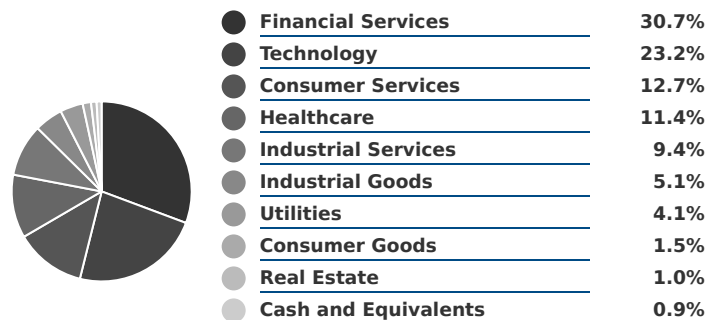 Financial Services 30.7%
Technology 23.2%
Consumer Services 12.7%
Healthcare 11.4%
Industrial Services 9.4%
Industrial Goods 5.1%
Utilities 4.1%
Consumer Goods 1.5%
Real Estate 1.0%
Cash and Equivalents 0.9%